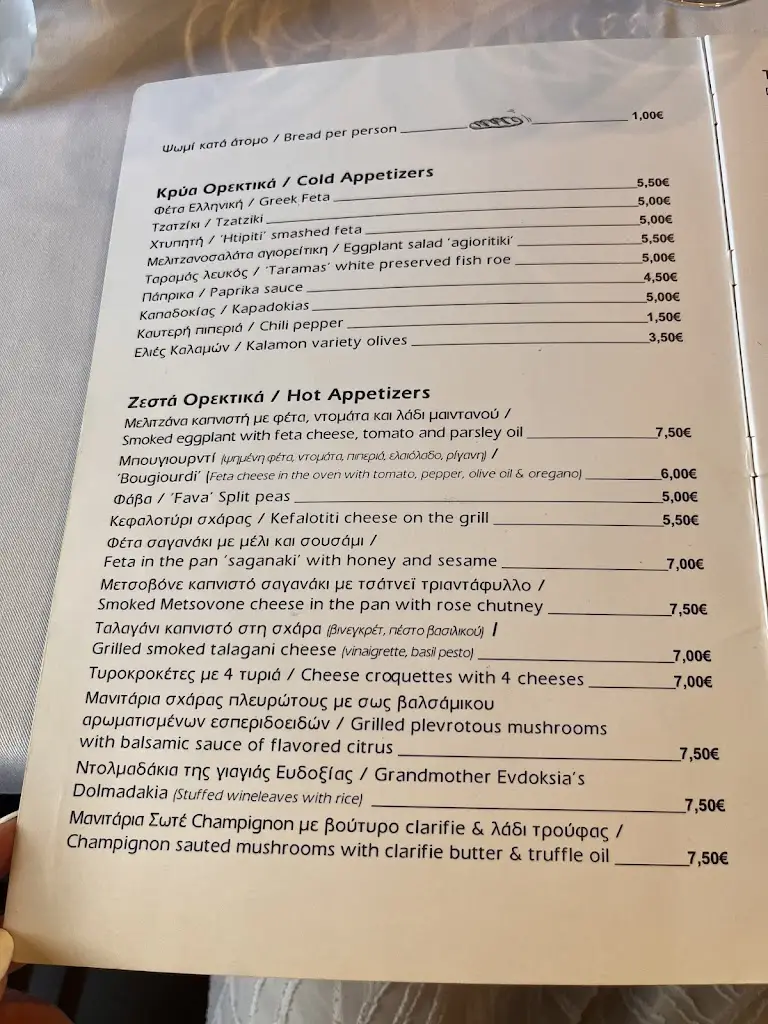 Ψωμί κατά άτομο / Bread per person 1,00€
Κρύα Ορεκτικά / Cold Appetizers
Φέτα Ελληνική / Greek Feta 5,50€
Τζατζίκι / Tzatziki 5,00€
Χτυπητή / 'Htipiti' smashed feta 5,00€
Μελιτζανοσαλάτα αγιορείτικη / Eggplant salad 'agioritiki' 5,50€
Ταραμάς λευκός / 'Taramas' white preserved fish roe 5,00€
Πάπρικα / Paprika sauce 4,50€
Καπαδοκίας / Kapadokias 5,00€
Καυτερή πιπεριά / Chili pepper 1,50€
Ελιές Καλαμών / Kalamon variety olives 3,50€
Ζεστά Ορεκτικά / Hot Appetizers
Μελιτζάνα καπνιστή με φέτα, ντομάτα και λάδι μαιντανού /
Smoked eggplant with feta cheese, tomato and parsley oil 7,50€
Μπουγιουρντί (ψημένη φέτα, ντομάτα, πιπεριά, ελαιόλαδο, ρίγανη) /
'Bougiourdi' (Feta cheese in the oven with tomato, pepper, olive oil & oregano) 6,00€
Φάβα / 'Fava' Split peas 5,00€
Κεφαλοτύρι σχάρας / Kefalotiti cheese on the grill 5,50€
Φέτα σαγανάκι με μέλι και σουσάμι /
Feta in the pan 'saganaki' with honey and sesame 7,00€
Μετσοβόνε καπνιστό σαγανάκι με τσάτνεϊ τριαντάφυλλο /
Smoked Metsovone cheese in the pan with rose chutney 7,50€
Ταλαγάνι καπνιστό στη σχάρα (βινεγκρέτ, πέστο βασιλικού) /
Grilled smoked talagani cheese (vinaigrette, basil pesto) 7,00€
Τυροκροκέτες με 4 τυριά / Cheese croquettes with 4 cheeses 7,00€
Μανιτάρια σχάρας πλευρώτους με σως βαλσάμικου
αρωματισμένων εσπεριδοειδών / Grilled plevrotous mushrooms
with balsamic sauce of flavored citrus 7,50€
Ντολμαδάκια της γιαγιάς Ευδοξίας / Grandmother Evdoksia's
Dolmadakia (Stuffed wineleaves with rice) 7,50€
Μανιτάρια Σωτέ Champignon με βούτυρο clarifie & λάδι τρούφας /
Champignon sauted mushrooms with clarifie butter & truffle oil 7,50€